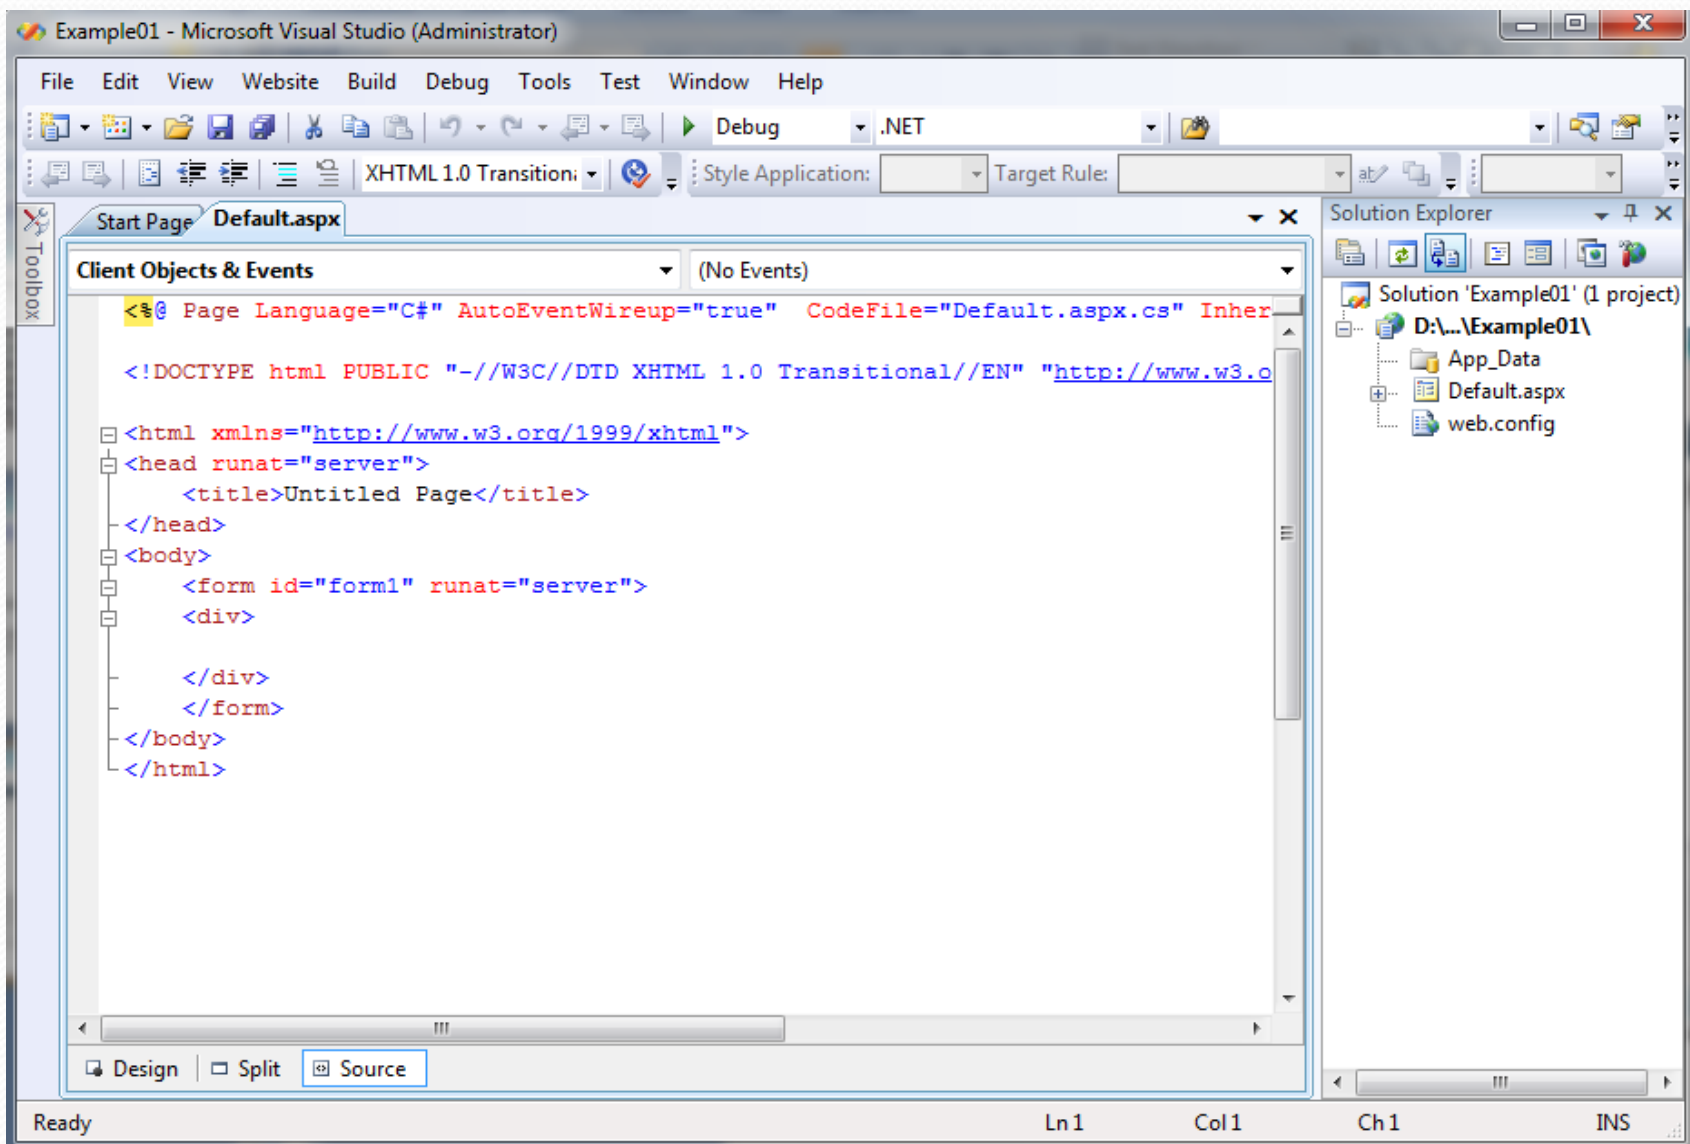 Example01 - Microsoft Visual Studio (Administrator)
File Edit View Website Build Debug Tools Test Window Help
Debug .NET
XHTML 1.0 Transition Style Application: Target Rule:
Toolbox
Start Page Default.aspx
Client Objects & Events (No Events)
<%@ Page Language="C#" AutoEventWireup="true"  CodeFile="Default.aspx.cs" Inher
<!DOCTYPE html PUBLIC "-//W3C//DTD XHTML 1.0 Transitional//EN" "http://www.w3.o
<html xmlns="http://www.w3.org/1999/xhtml">
<head runat="server">
<title>Untitled Page</title>
</head>
<body>
<form id="form1" runat="server">
<div>
</div>
</form>
</body>
</html>
Design Split Source
Solution Explorer
Solution 'Example01' (1 project)
D:\...\Example01\
App_Data
Default.aspx
web.config
Ready Ln 1 Col 1 Ch 1 INS